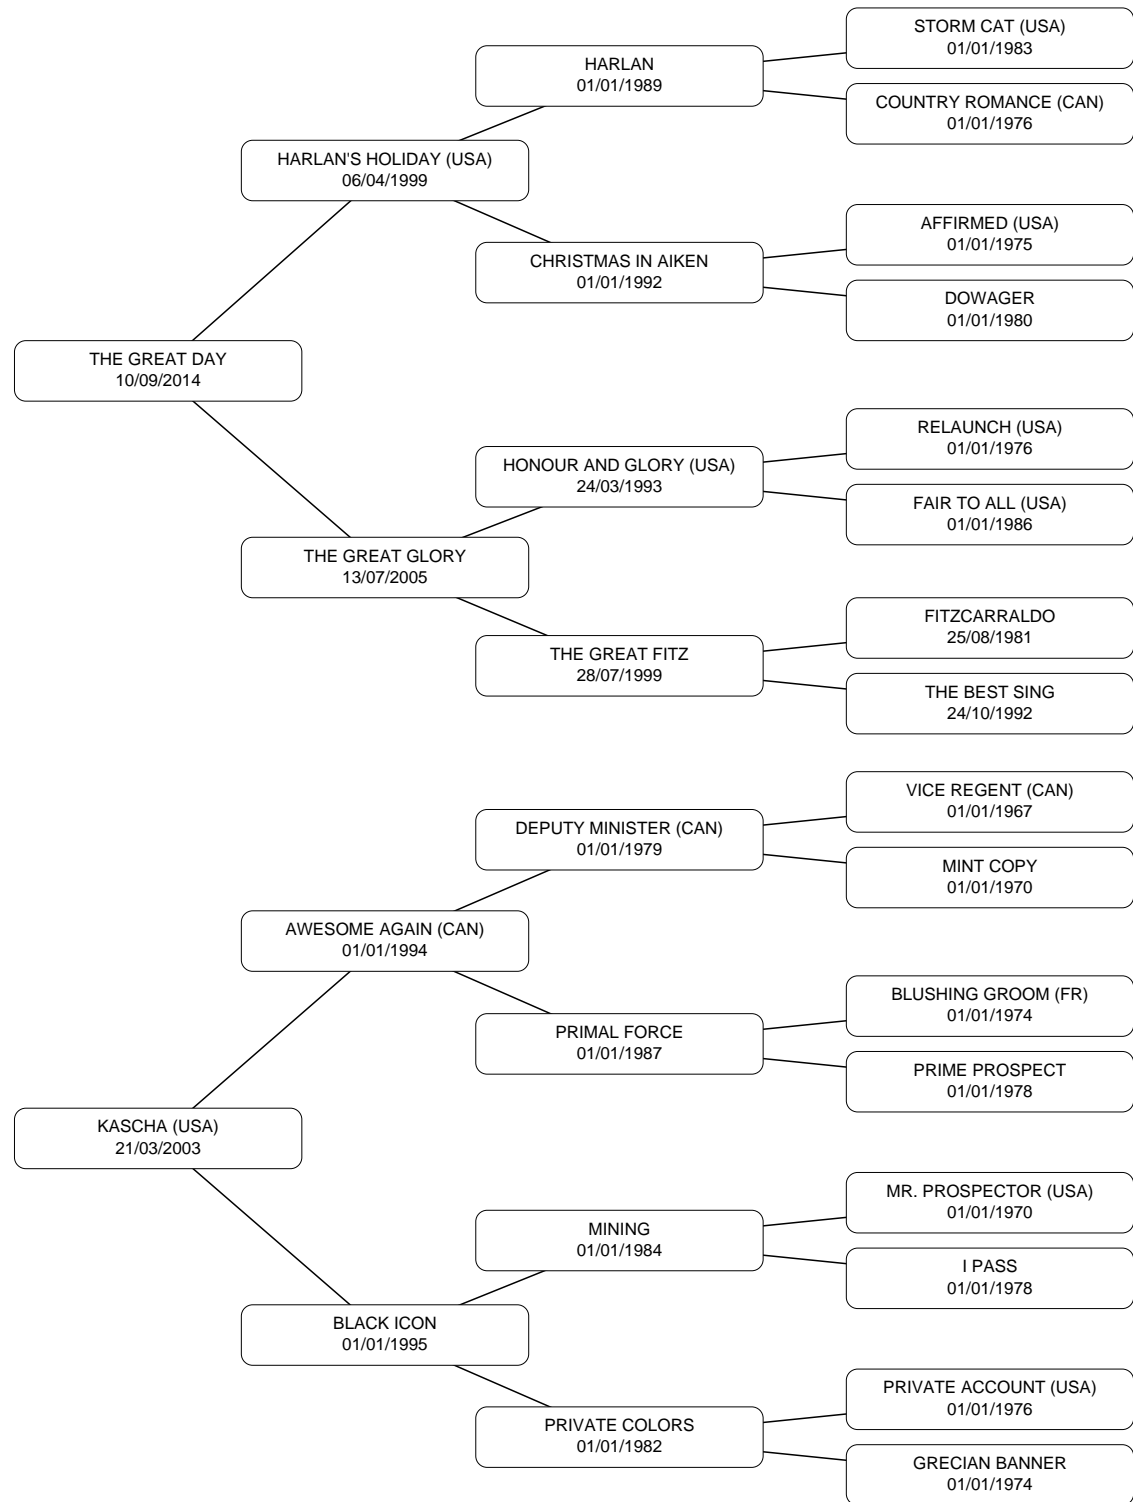 STORM CAT (USA)
01/01/1983
HARLAN
01/01/1989
COUNTRY ROMANCE (CAN)
01/01/1976
HARLAN'S HOLIDAY (USA)
06/04/1999
AFFIRMED (USA)
01/01/1975
CHRISTMAS IN AIKEN
01/01/1992
DOWAGER
01/01/1980
THE GREAT DAY
10/09/2014
RELAUNCH (USA)
01/01/1976
HONOUR AND GLORY (USA)
24/03/1993
FAIR TO ALL (USA)
01/01/1986
THE GREAT GLORY
13/07/2005
FITZCARRALDO
25/08/1981
THE GREAT FITZ
28/07/1999
THE BEST SING
24/10/1992
VICE REGENT (CAN)
01/01/1967
DEPUTY MINISTER (CAN)
01/01/1979
MINT COPY
01/01/1970
AWESOME AGAIN (CAN)
01/01/1994
BLUSHING GROOM (FR)
01/01/1974
PRIMAL FORCE
01/01/1987
PRIME PROSPECT
01/01/1978
KASCHA (USA)
21/03/2003
MR. PROSPECTOR (USA)
01/01/1970
MINING
01/01/1984
I PASS
01/01/1978
BLACK ICON
01/01/1995
PRIVATE ACCOUNT (USA)
01/01/1976
PRIVATE COLORS
01/01/1982
GRECIAN BANNER
01/01/1974